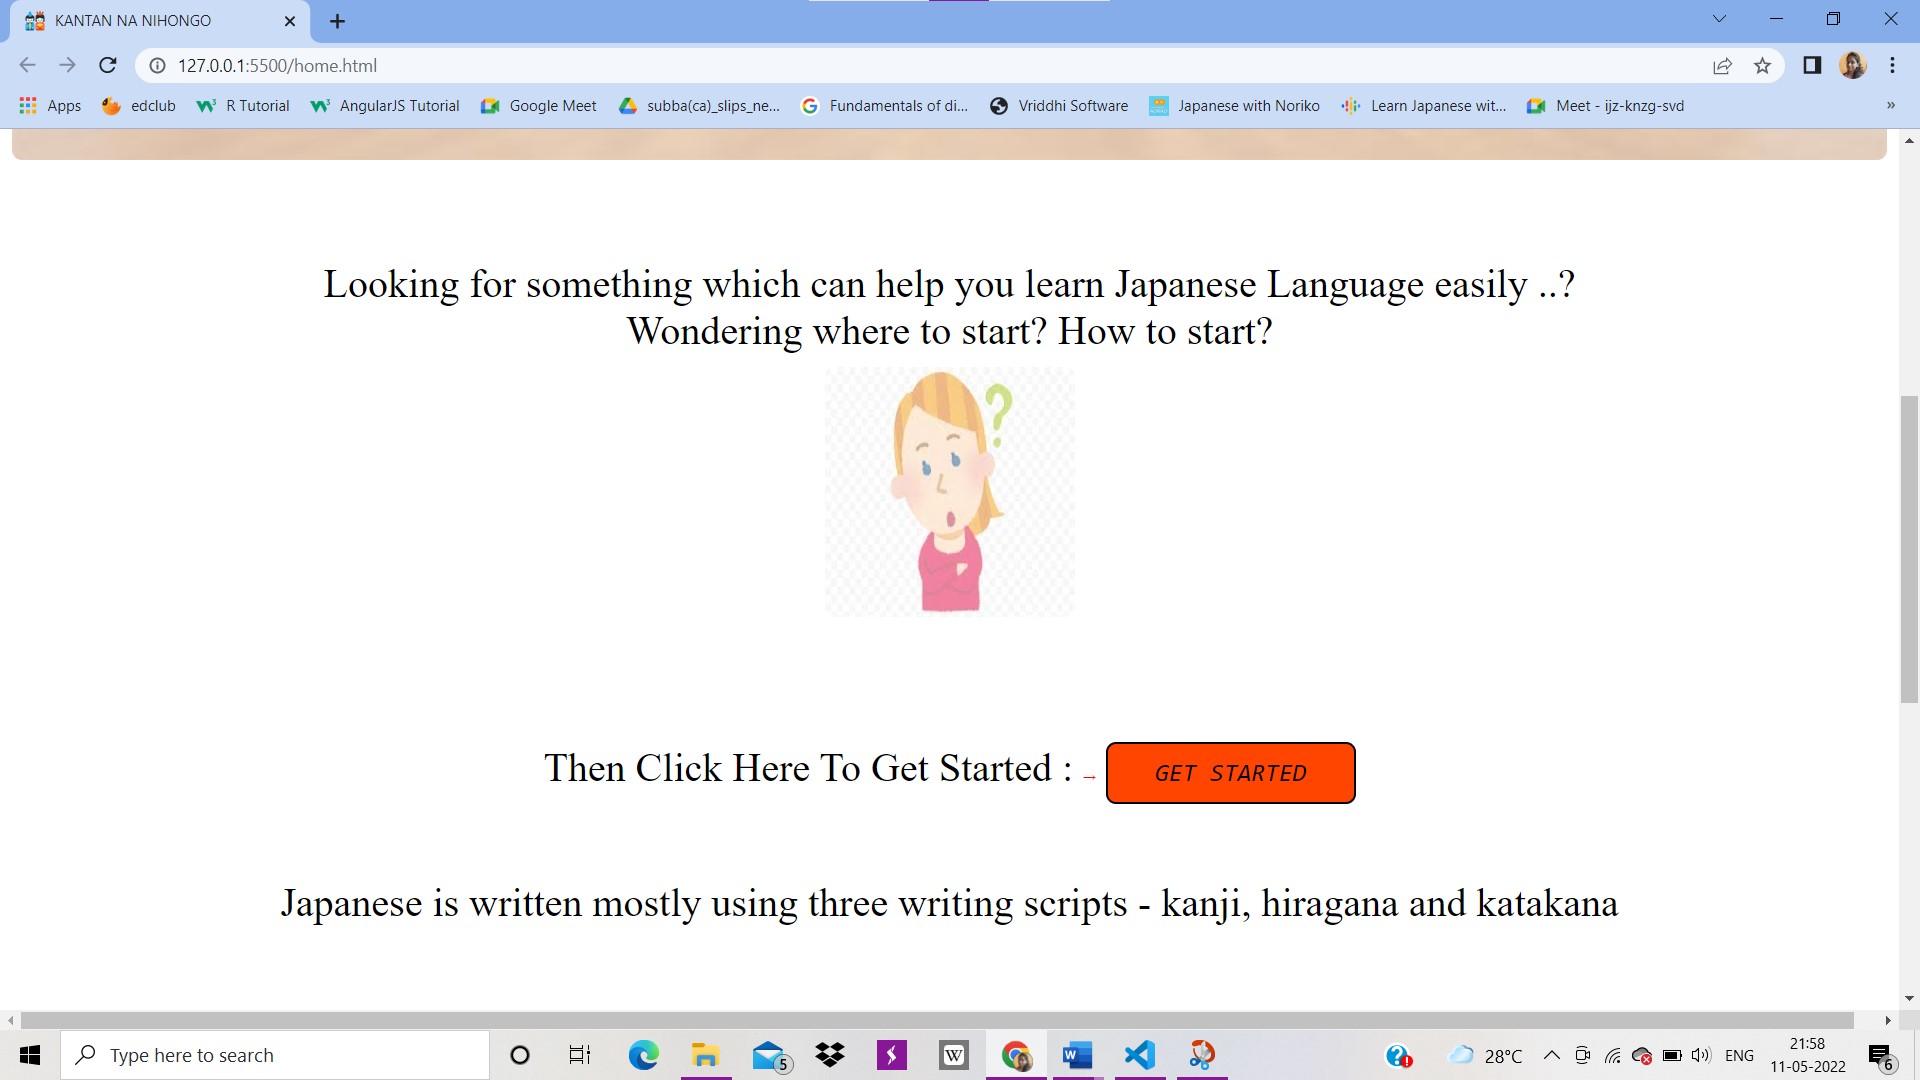 KANTAN NA NIHONGO
127.0.0.1:5500/home.html
Apps edclub R Tutorial AngularJS Tutorial Google Meet subba(ca)_slips_ne... Fundamentals of di... Vriddhi Software Japanese with Noriko Learn Japanese wit... Meet - ijz-knzg-svd »
Looking for something which can help you learn Japanese Language easily ..?
Wondering where to start? How to start?
?
Then Click Here To Get Started : → GET STARTED
Japanese is written mostly using three writing scripts - kanji, hiragana and katakana
Type here to search 5 W W 28°C ENG 21:58
11-05-2022 6